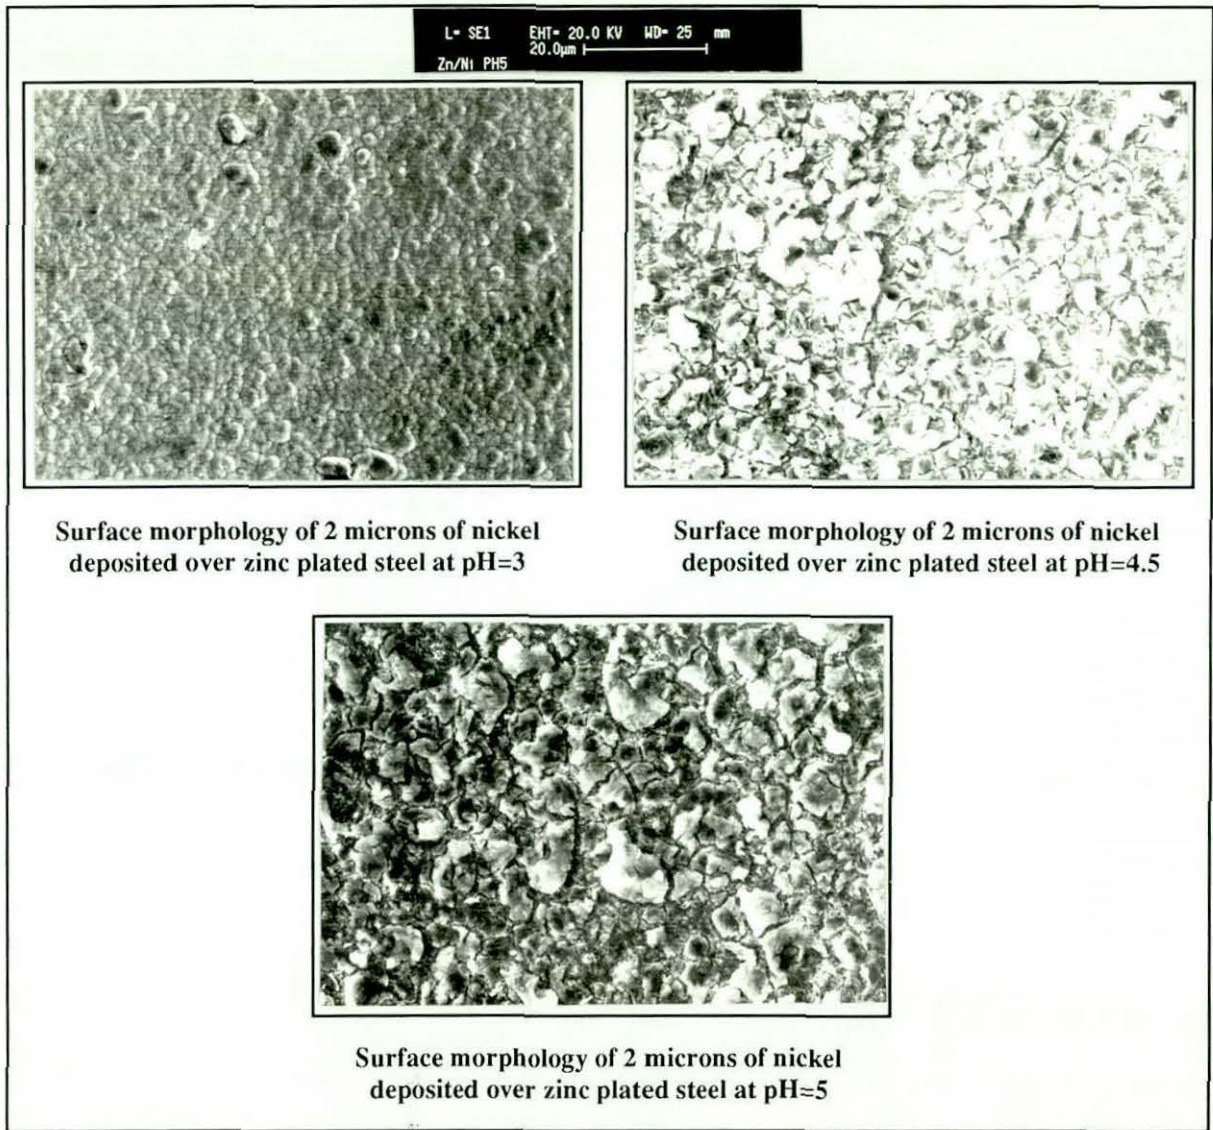 L= SE1 EHT= 20.0 KV WD= 25 mm
20.0µm
Zn/Ni PH5
Surface morphology of 2 microns of nickel
deposited over zinc plated steel at pH=3
Surface morphology of 2 microns of nickel
deposited over zinc plated steel at pH=4.5
Surface morphology of 2 microns of nickel
deposited over zinc plated steel at pH=5